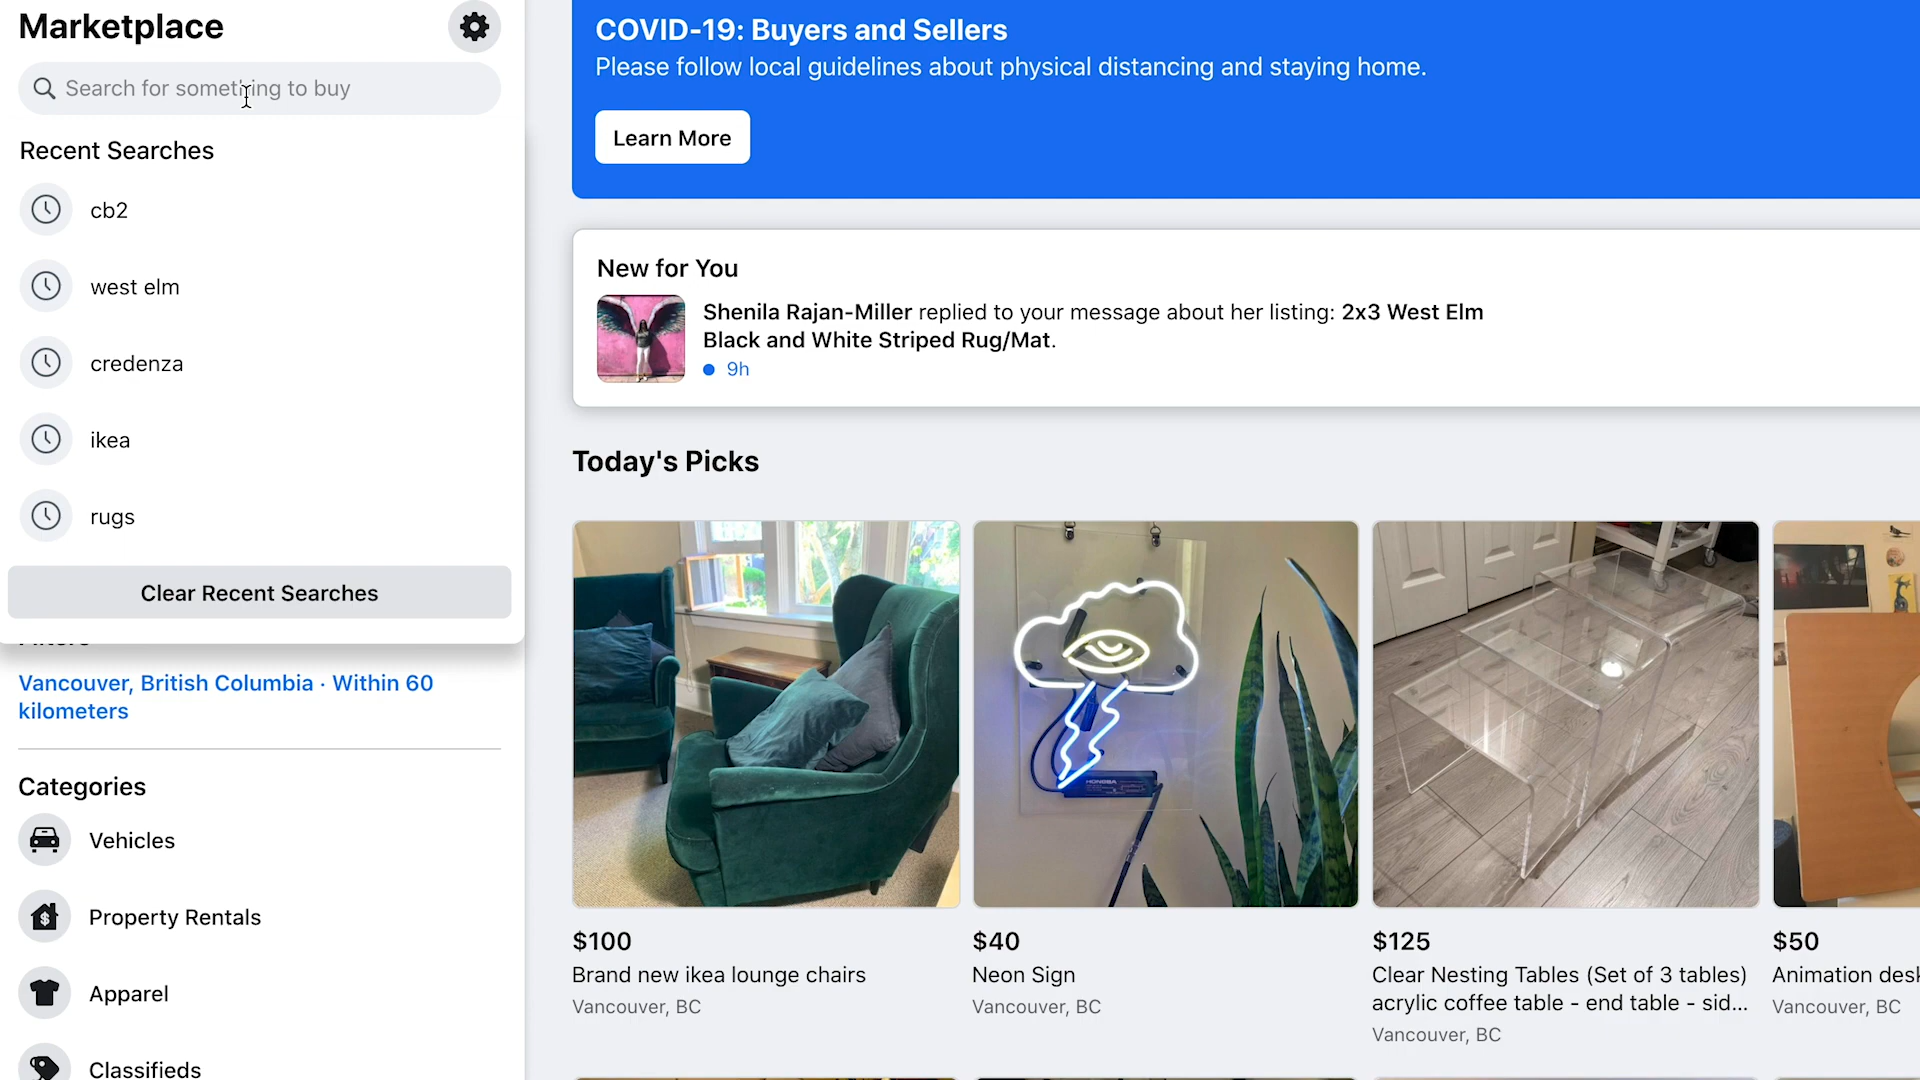 Marketplace
Search for something to buy
Recent Searches
cb2
west elm
credenza
ikea
rugs
Clear Recent Searches
Filters
Vancouver, British Columbia · Within 60
kilometers
Categories
Vehicles
Property Rentals
Apparel
Classifieds
COVID-19: Buyers and Sellers
Please follow local guidelines about physical distancing and staying home.
Learn More
New for You
Shenila Rajan-Miller replied to your message about her listing: 2x3 West Elm
Black and White Striped Rug/Mat.
9h
Today's Picks
HONGBA
$100
Brand new ikea lounge chairs
Vancouver, BC
$40
Neon Sign
Vancouver, BC
$125
Clear Nesting Tables (Set of 3 tables)
acrylic coffee table - end table - sid...
Vancouver, BC
$50
Animation desk
Vancouver, BC